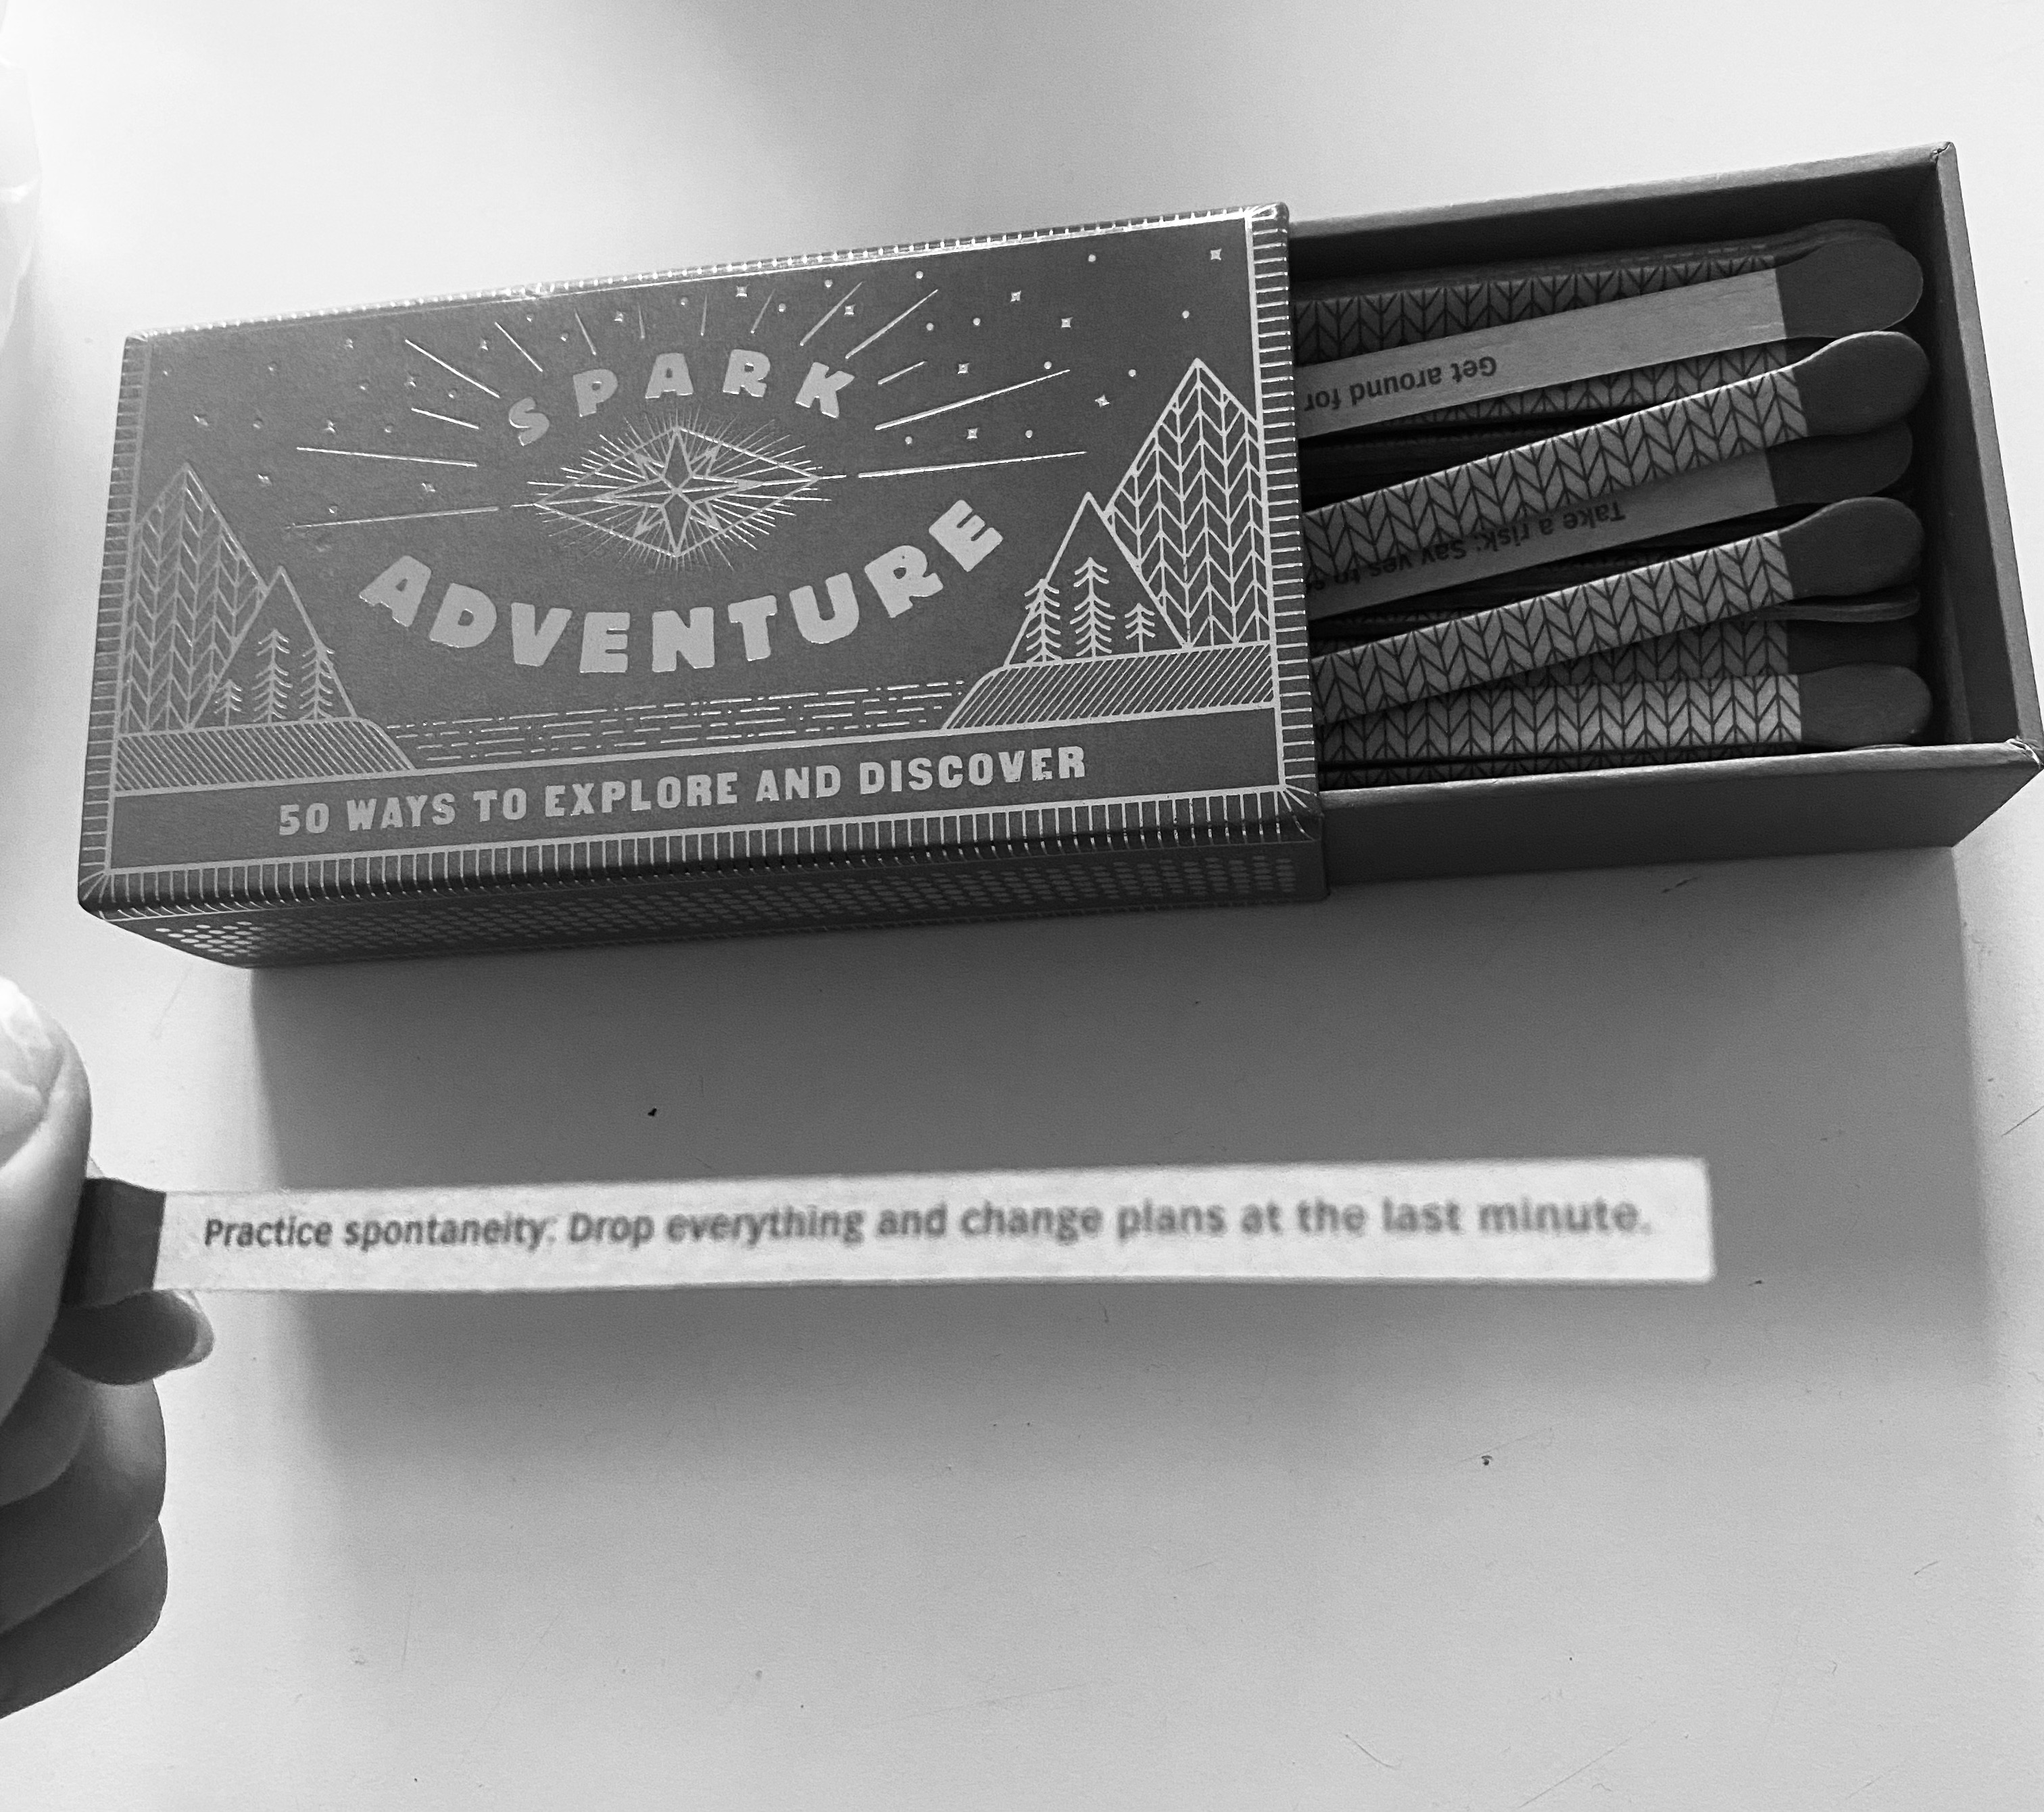 SPARK
ADVENTURE
50 WAYS TO EXPLORE AND DISCOVER
Get around for
Take a risk: Say yes to
Practice spontaneity. Drop everything and change plans at the last minute.